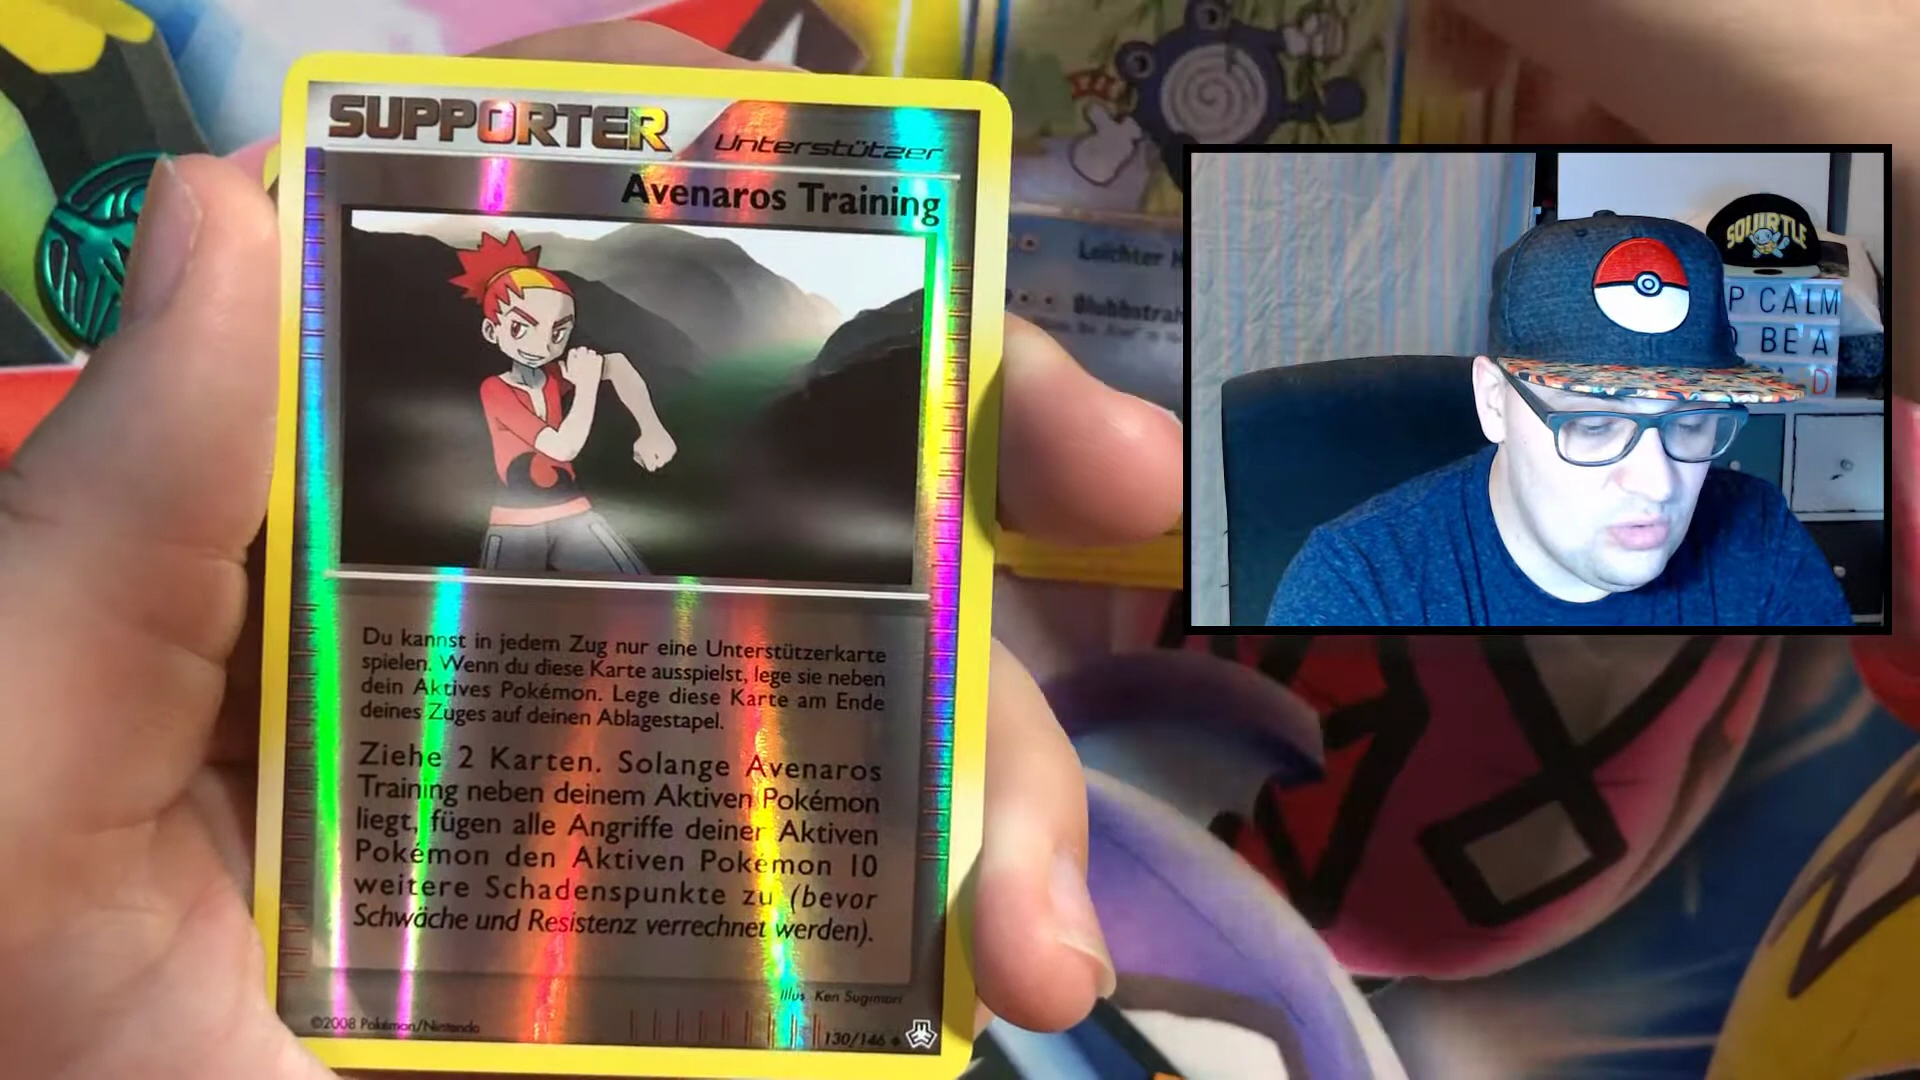 SUPPORTER
Unterstützer
Avenaros Training
Du kannst in jedem Zug nur eine Unterstützerkarte
spielen. Wenn du diese Karte ausspielst, lege sie neben
dein Aktives Pokémon. Lege diese Karte am Ende
deines Zuges auf deinen Ablagestapel.
Ziehe 2 Karten. Solange Avenaros
Training neben deinem Aktiven Pokémon
liegt, fügen alle Angriffe deiner Aktiven
Pokémon den Aktiven Pokémon 10
weitere Schadenspunkte zu (bevor
Schwäche und Resistenz verrechnet werden).
Illus. Ken Sugimori
©2008 Pokémon/Nintendo
130/146
Leichter H
Blubbstrah
SQUIRTLE
P CALM
BE A
D